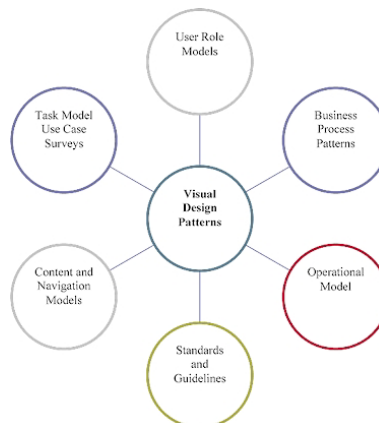 User Role
Models
Task Model
Use Case
Surveys
Business
Process
Patterns
Visual
Design
Patterns
Content and
Navigation
Models
Operational
Model
Standards
and
Guidelines